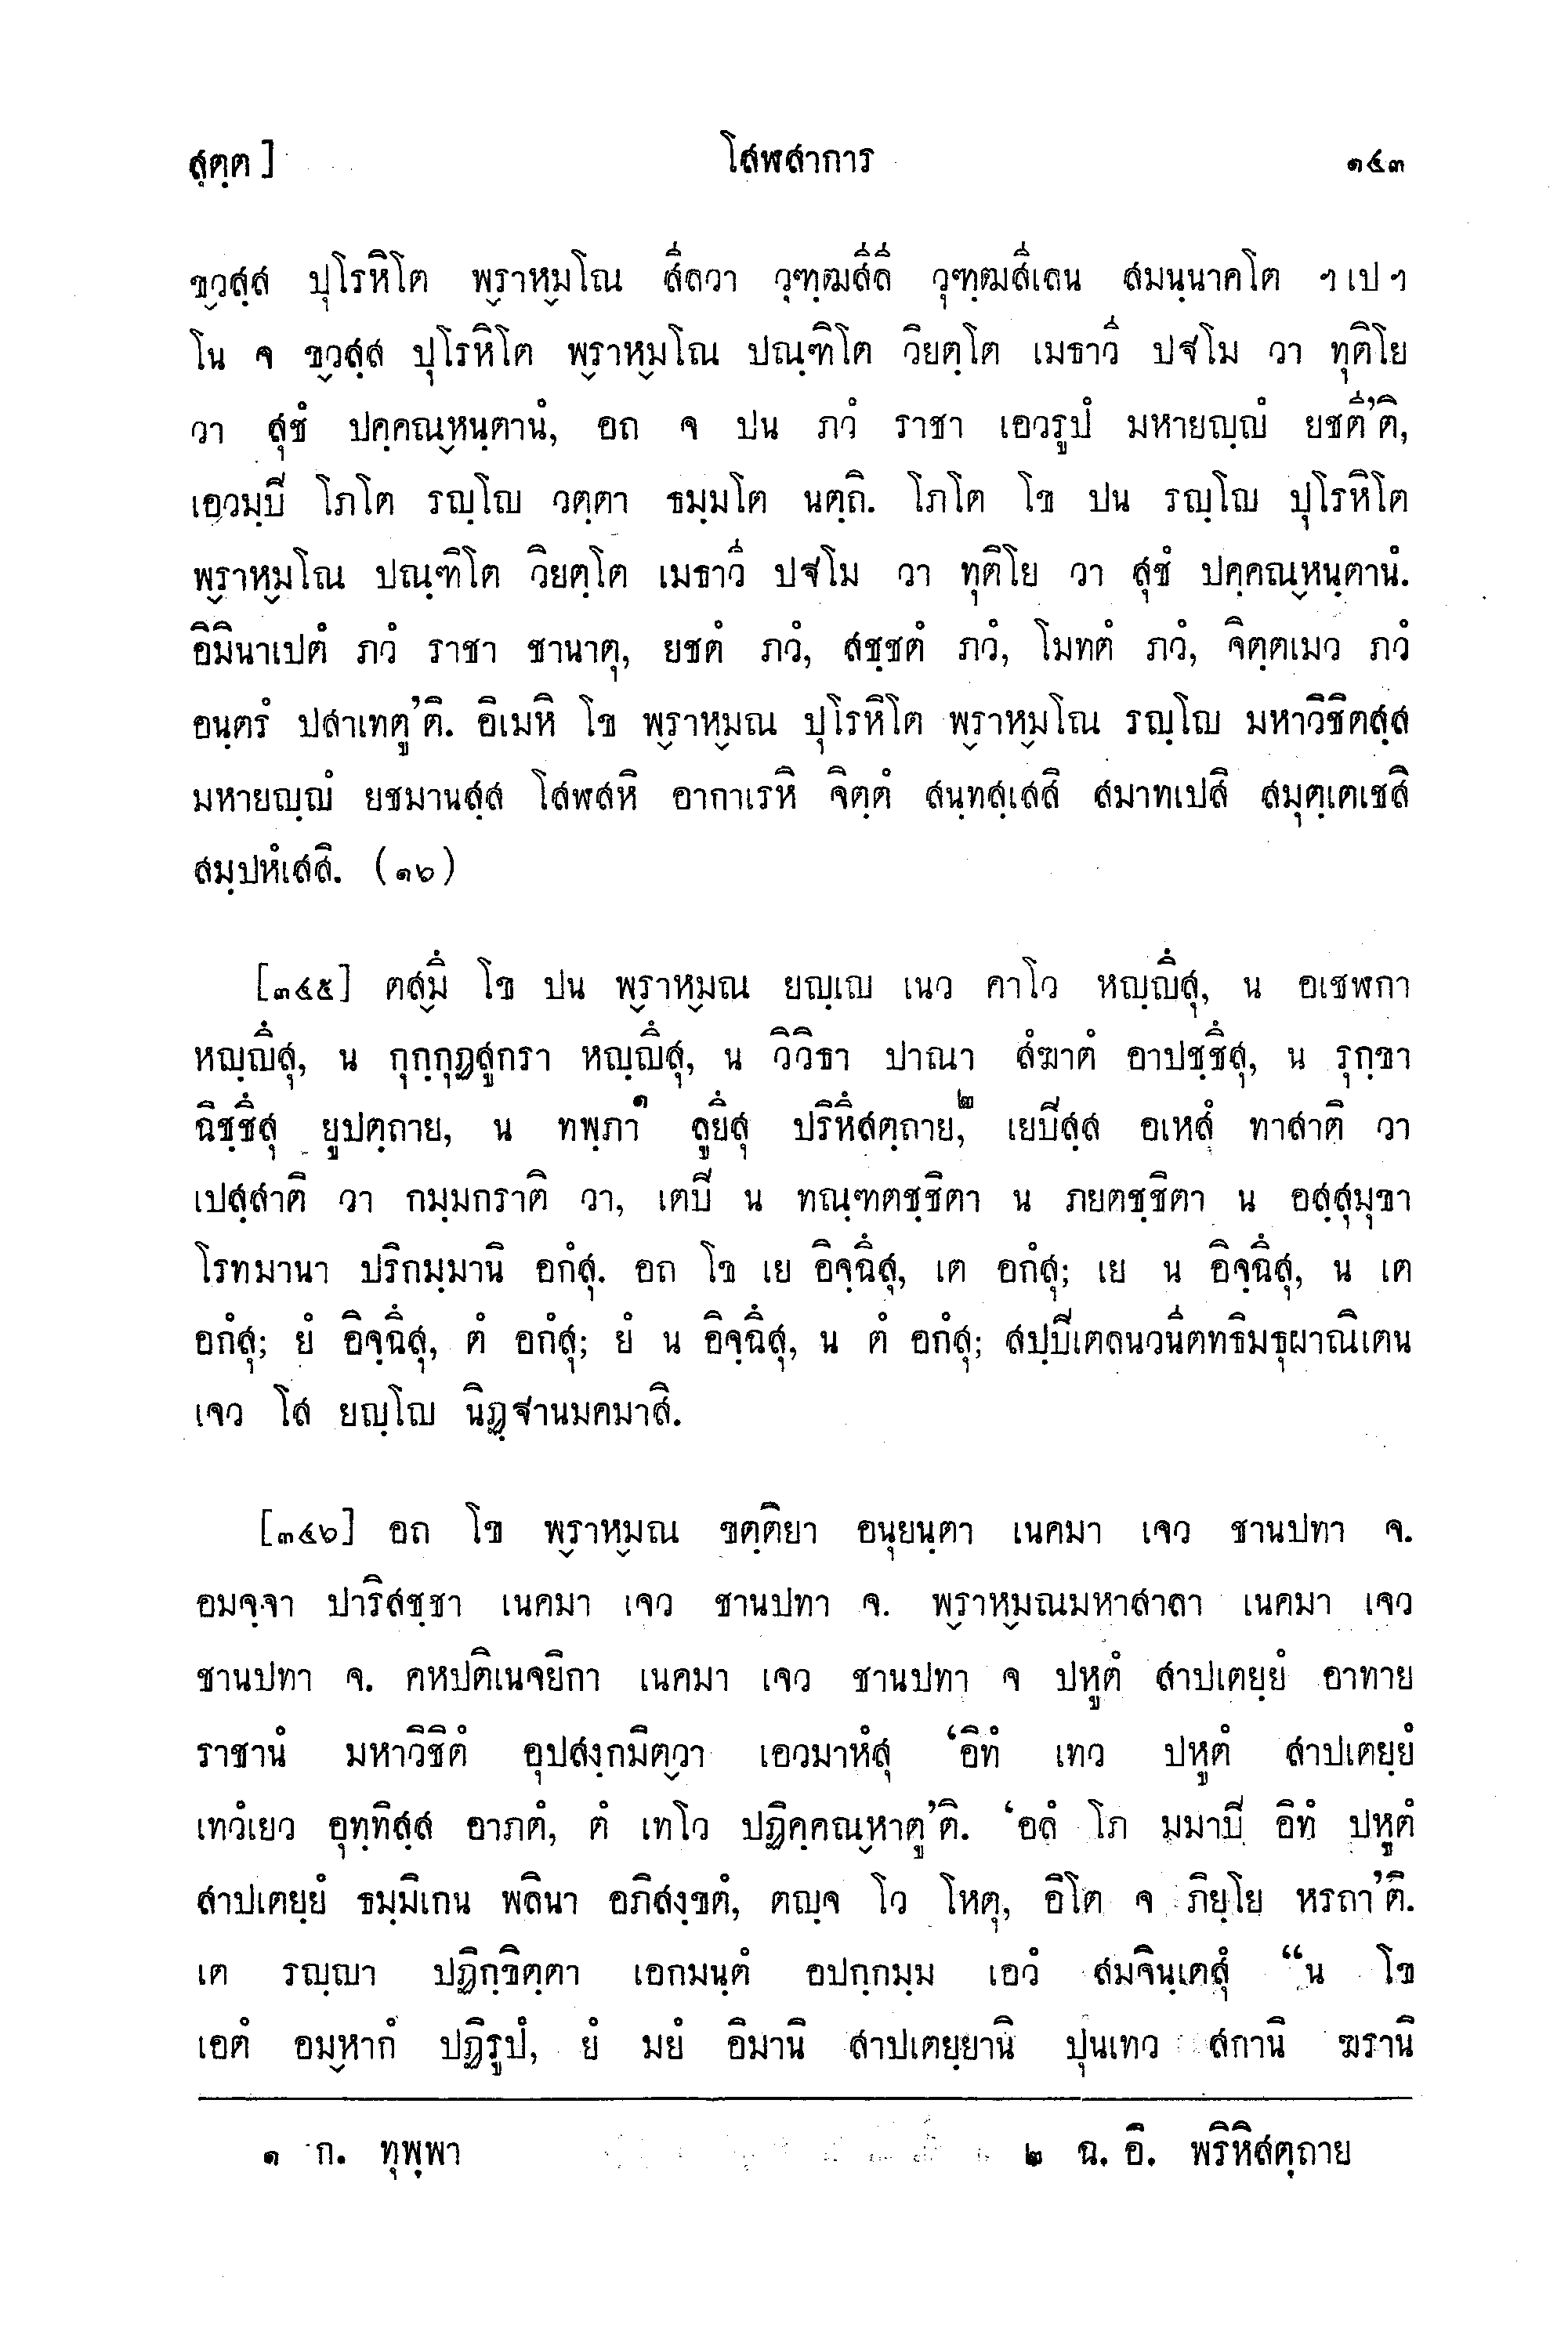 สุตฺต ] โสฬสาการ ๑๔๓
ข๎วสฺส ปุโรหิโต พ๎ราห๎มโณ สีลวา วุฑฺฒสีลี วุฑฺฒสีเลน สมนฺนาคโต ฯเปฯ
โน จ ข๎วสฺส ปุโรหิโต พ๎ราห๎มโณ ปณฺฑิโต วิยตฺโต เมธาวี ปฐโม วา ทุติโย
วา สุชํ ปคฺคณ๎หนฺตานํ, อถ จ ปน ภวํ ราชา เอวรูปํ มหายญฺญํ ยชตี’ติ,
เอวมฺปิ โภโต รญฺโญ วตฺตา ธมฺมโต นตฺถิ. โภโต โข ปน รญฺโญ ปุโรหิโต
พ๎ราห๎มโณ ปณฺฑิโต วิยตฺโต เมธาวี ปฐโม วา ทุติโย วา สุชํ ปคฺคณ๎หนฺตานํ.
อิมินาเปตํ ภวํ ราชา ชานาตุ, ยชตํ ภวํ, สชฺชตํ ภวํ, โมทตํ ภวํ, จิตฺตเมว ภวํ
อนฺตรํ ปสาเทตู’ติ. อิเมหิ โข พ๎ราห๎มณ ปุโรหิโต พ๎ราห๎มโณ รญฺโญ มหาวิชิตสฺส
มหายญฺญํ ยชมานสฺส โสฬสหิ อากาเรหิ จิตฺตํ สนฺทสฺเสสิ สมาทเปสิ สมุตฺเตเชสิ
สมฺปหํเสสิ. (๑๖)
[๓๔๕] ตส๎มึ โข ปน พ๎ราห๎มณ ยญฺเญ เนว คาโว หญฺญึสุ, น อเชฬกา
หญฺญึสุ, น กุกฺกุฏสูกรา หญฺญึสุ, น วิวิธา ปาณา สํฆาตํ อาปชฺชึสุ, น รุกฺขา
ฉิชฺชึสุ ยูปตฺถาย, น ทพฺภา๑ ลูยึสุ ปริหึสตฺถาย,๒ เยปิสฺส อเหสุํ ทาสาติ วา
เปสฺสาติ วา กมฺมกราติ วา, เตปิ น ทณฺฑตชฺชิตา น ภยตชฺชิตา น อสฺสุมุขา
โรทมานา ปริกมฺมานิ อกํสุ. อถ โข เย อิจฺฉึสุ, เต อกํสุ; เย น อิจฺฉึสุ, น เต
อกํสุ; ยํ อิจฺฉึสุ, ตํ อกํสุ; ยํ น อิจฺฉึสุ, น ตํ อกํสุ; สปฺปิเตลนวนีตทธิมธุผาณิเตน
เจว โส ยญฺโญ นิฏฺฐานมคมาสิ.
[๓๔๖] อถ โข พ๎ราห๎มณ ขตฺติยา อนุยนฺตา เนคมา เจว ชานปทา จ.
อมจฺจา ปาริสชฺชา เนคมา เจว ชานปทา จ. พ๎ราห๎มณมหาสาลา เนคมา เจว
ชานปทา จ. คหปติเนจยิกา เนคมา เจว ชานปทา จ ปหูตํ สาปเตยฺยํ อาทาย
ราชานํ มหาวิชิตํ อุปสงฺกมิต๎วา เอวมาหํสุ ‘อิทํ เทว ปหูตํ สาปเตยฺยํ
เทวํเยว อุทฺทิสฺส อาภตํ, ตํ เทโว ปฏิคฺคณ๎หาตู’ติ. ‘อลํ โภ มมาปิ อิทํ ปหูตํ
สาปเตยฺยํ ธมฺมิเกน พลินา อภิสงฺขตํ, ตญฺจ โว โหตุ, อิโต จ ภิยฺโย หรถา’ติ.
เต รญฺญา ปฏิกฺขิตฺตา เอกมนฺตํ อปกฺกมฺม เอวํ สมจินฺเตสุํ “น โข
เอตํ อม๎หากํ ปฏิรูปํ, ยํ มยํ อิมานิ สาปเตยฺยานิ ปุนเทว สกานิ ฆรานิ
๑ ก. ทุพฺพา ๒ ฉ. อิ. พริหิสตฺถาย